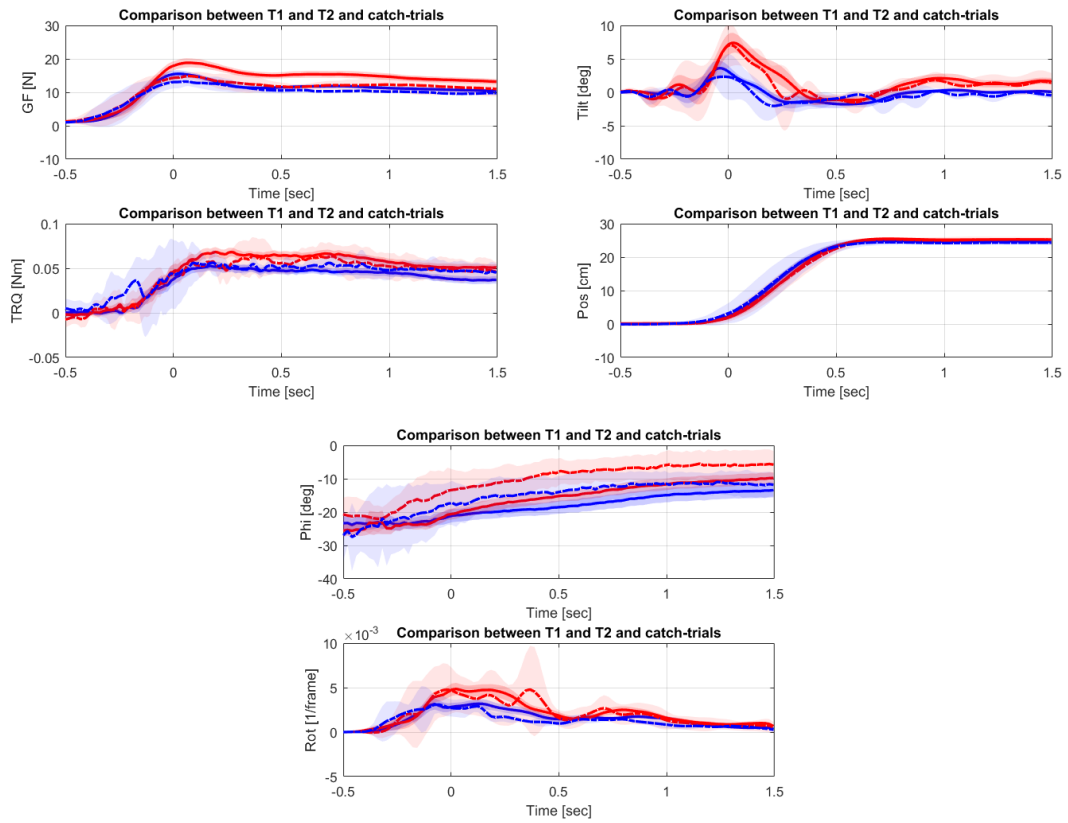 Comparison between T1 and T2 and catch-trials
GF [N]
30
20
10
0
-10
-0.5 0 0.5 1 1.5
Time [sec]
Comparison between T1 and T2 and catch-trials
Tilt [deg]
10
5
0
-5
10
-0.5 0 0.5 1 1.5
Time [sec]
Comparison between T1 and T2 and catch-trials
TRQ [Nm]
0.1
0.05
0
-0.05
-0.5 0 0.5 1 1.5
Time [sec]
Comparison between T1 and T2 and catch-trials
Pos [cm]
30
20
10
0
-10
-0.5 0 0.5 1 1.5
Time [sec]
Comparison between T1 and T2 and catch-trials
Phi [deg]
0
-10
-20
-30
-40
-0.5 0 0.5 1 1.5
Time [sec]
Comparison between T1 and T2 and catch-trials
×10⁻³
Rot [1/frame]
10
5
0
-5
-0.5 0 0.5 1 1.5
Time [sec]